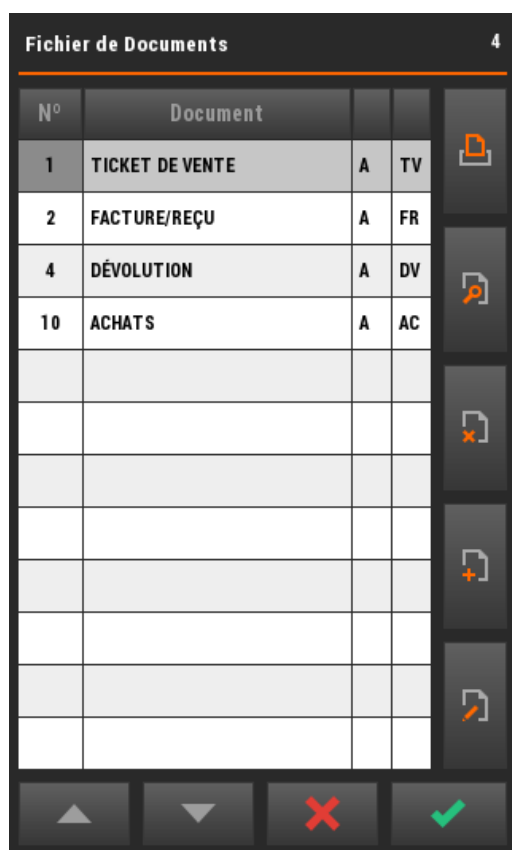 Fichier de Documents 4
Nº Document
1 TICKET DE VENTE A TV
2 FACTURE/REÇU A FR
4 DÉVOLUTION A DV
10 ACHATS A AC